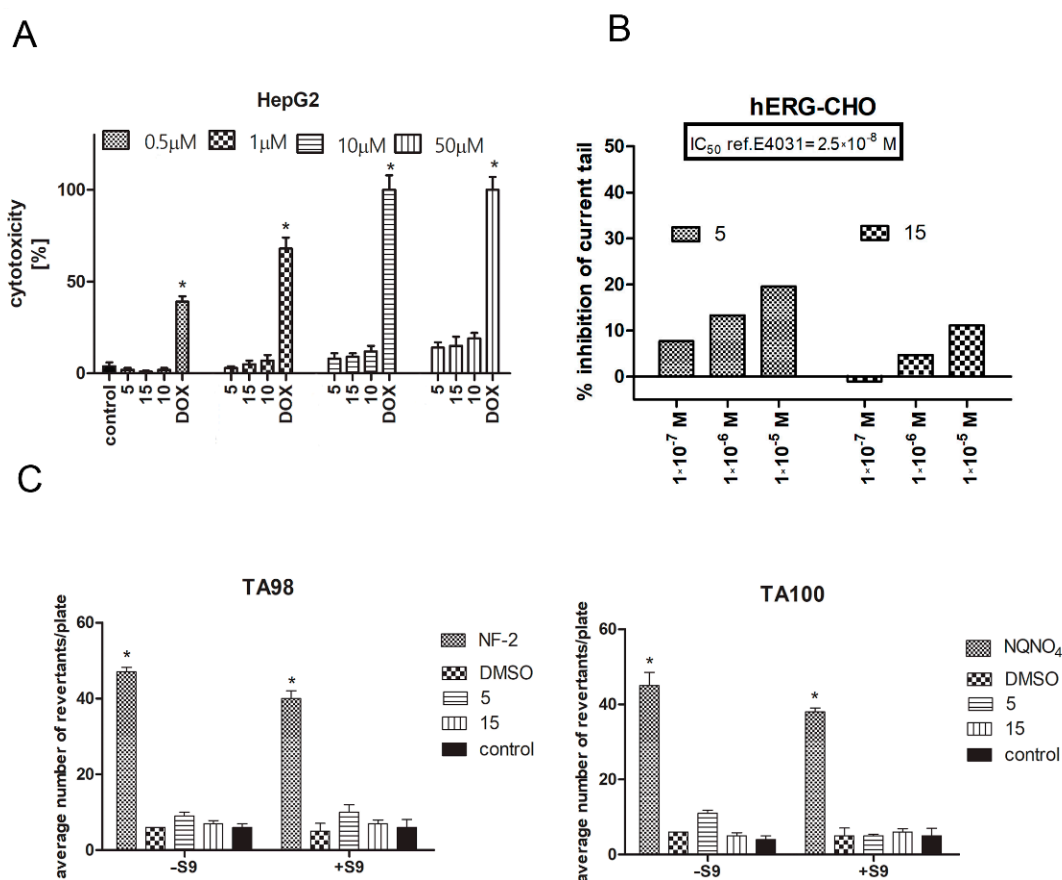 A
HepG2
0.5μM
1μM
10μM
50μM
cytotoxicity
[%]
100
50
0
control
5
15
10
DOX
5
15
10
DOX
5
15
10
DOX
5
15
10
DOX
*
*
*
*
B
hERG-CHO
IC50 ref.E4031=2.5×10-8 M
% inhibition of current tail
50
40
30
20
10
0
5
15
1×10-7 M
1×10-6 M
1×10-5 M
1×10-7 M
1×10-6 M
1×10-5 M
C
TA98
average number of revertants/plate
60
40
20
0
*
*
-S9
+S9
NF-2
DMSO
5
15
control
TA100
average number of revertants/plate
60
40
20
0
*
*
-S9
+S9
NQNO4
DMSO
5
15
control